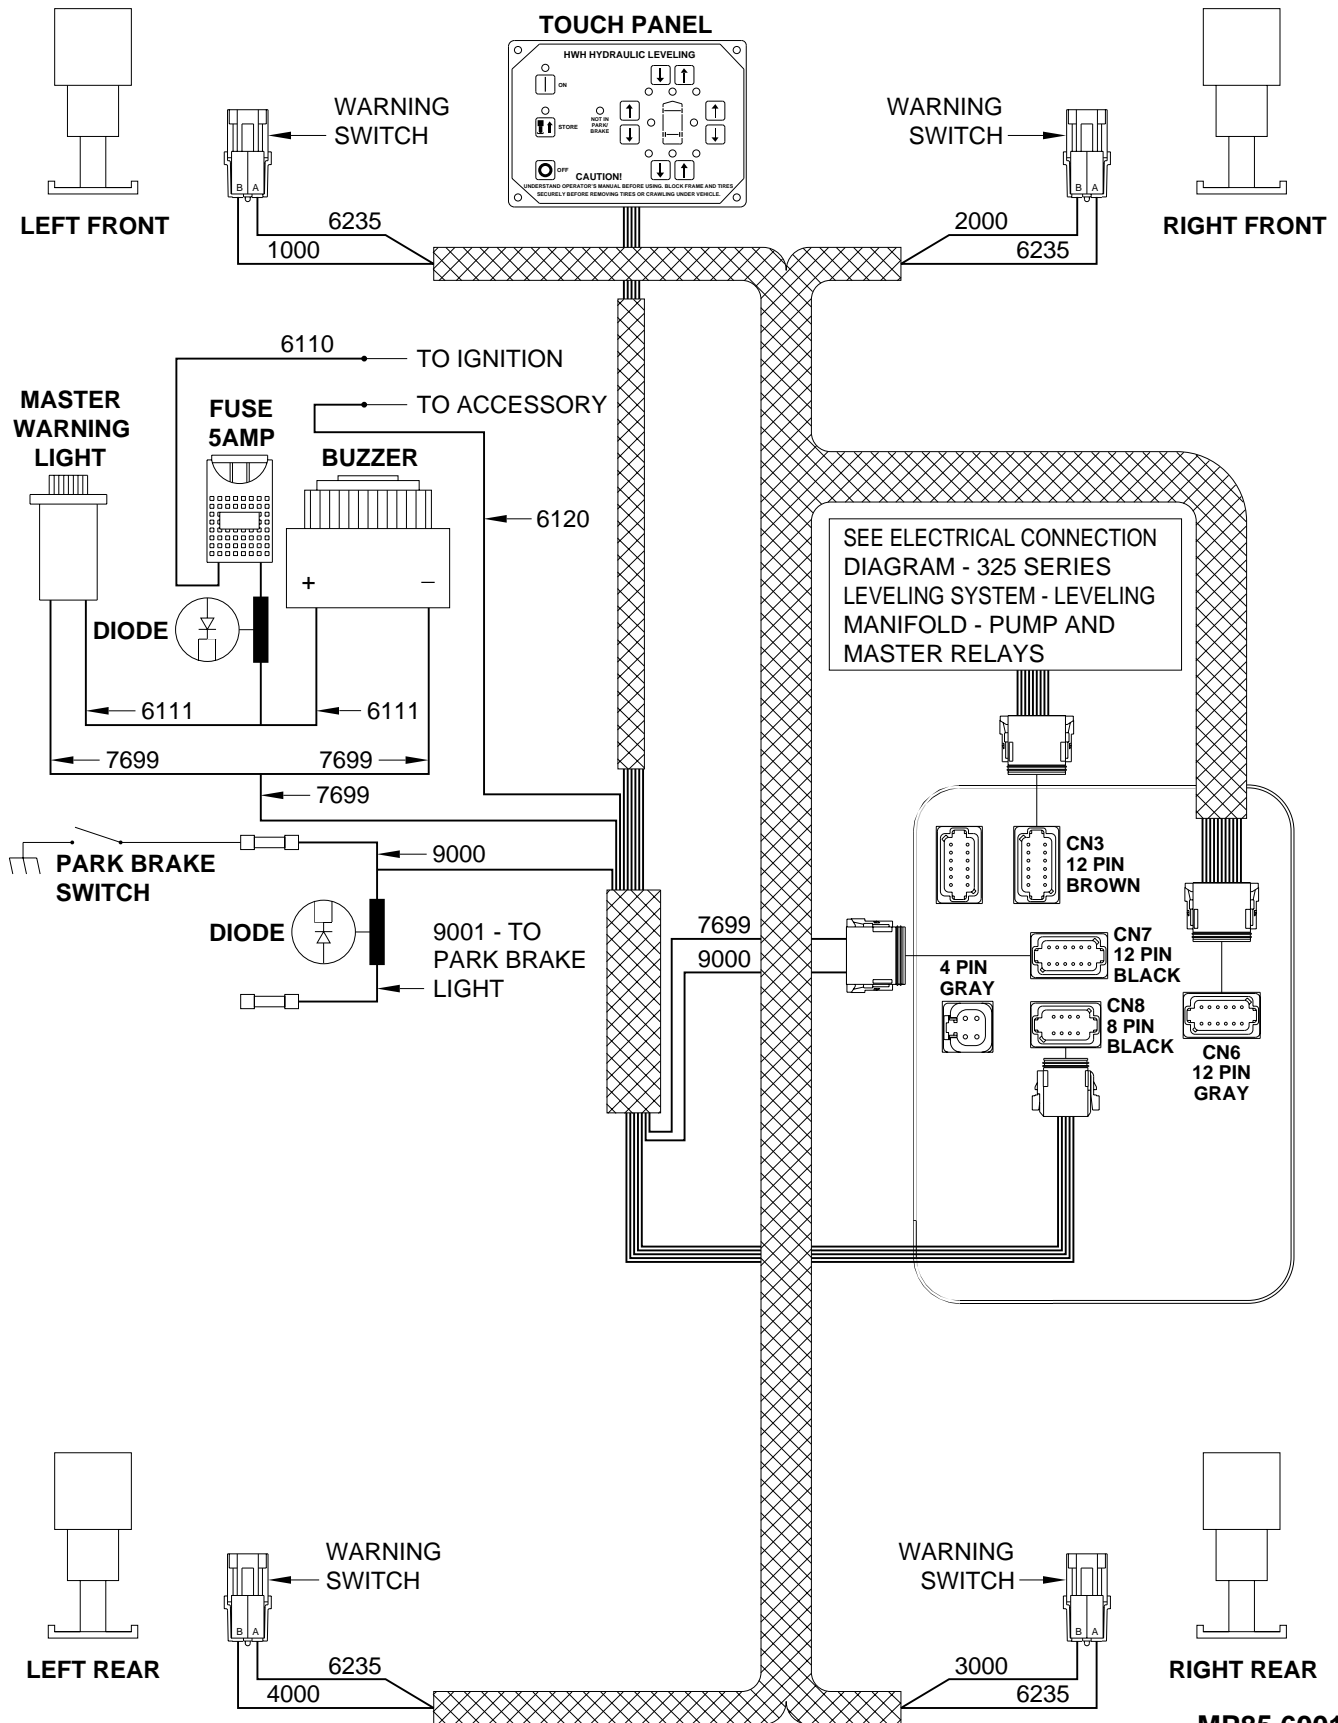 TOUCH PANEL
HWH HYDRAULIC LEVELING
ON
STORE
NOT IN
PARK/
BRAKE
OFF
CAUTION!
UNDERSTAND OPERATOR'S MANUAL BEFORE USING. BLOCK FRAME AND TIRES
SECURELY BEFORE REMOVING TIRES OR CRAWLING UNDER VEHICLE.
WARNING
SWITCH
B A
LEFT FRONT
6235
1000
WARNING
SWITCH
B A
RIGHT FRONT
2000
6235
6110
TO IGNITION
TO ACCESSORY
MASTER
WARNING
LIGHT
FUSE
5AMP
BUZZER
+ −
6120
DIODE
6111
6111
7699
7699
7699
SEE ELECTRICAL CONNECTION
DIAGRAM - 325 SERIES
LEVELING SYSTEM - LEVELING
MANIFOLD - PUMP AND
MASTER RELAYS
PARK BRAKE
SWITCH
9000
DIODE
9001 - TO
PARK BRAKE
LIGHT
7699
9000
CN3
12 PIN
BROWN
CN7
12 PIN
BLACK
4 PIN
GRAY
CN8
8 PIN
BLACK
CN6
12 PIN
GRAY
WARNING
SWITCH
B A
LEFT REAR
6235
4000
WARNING
SWITCH
B A
RIGHT REAR
3000
6235